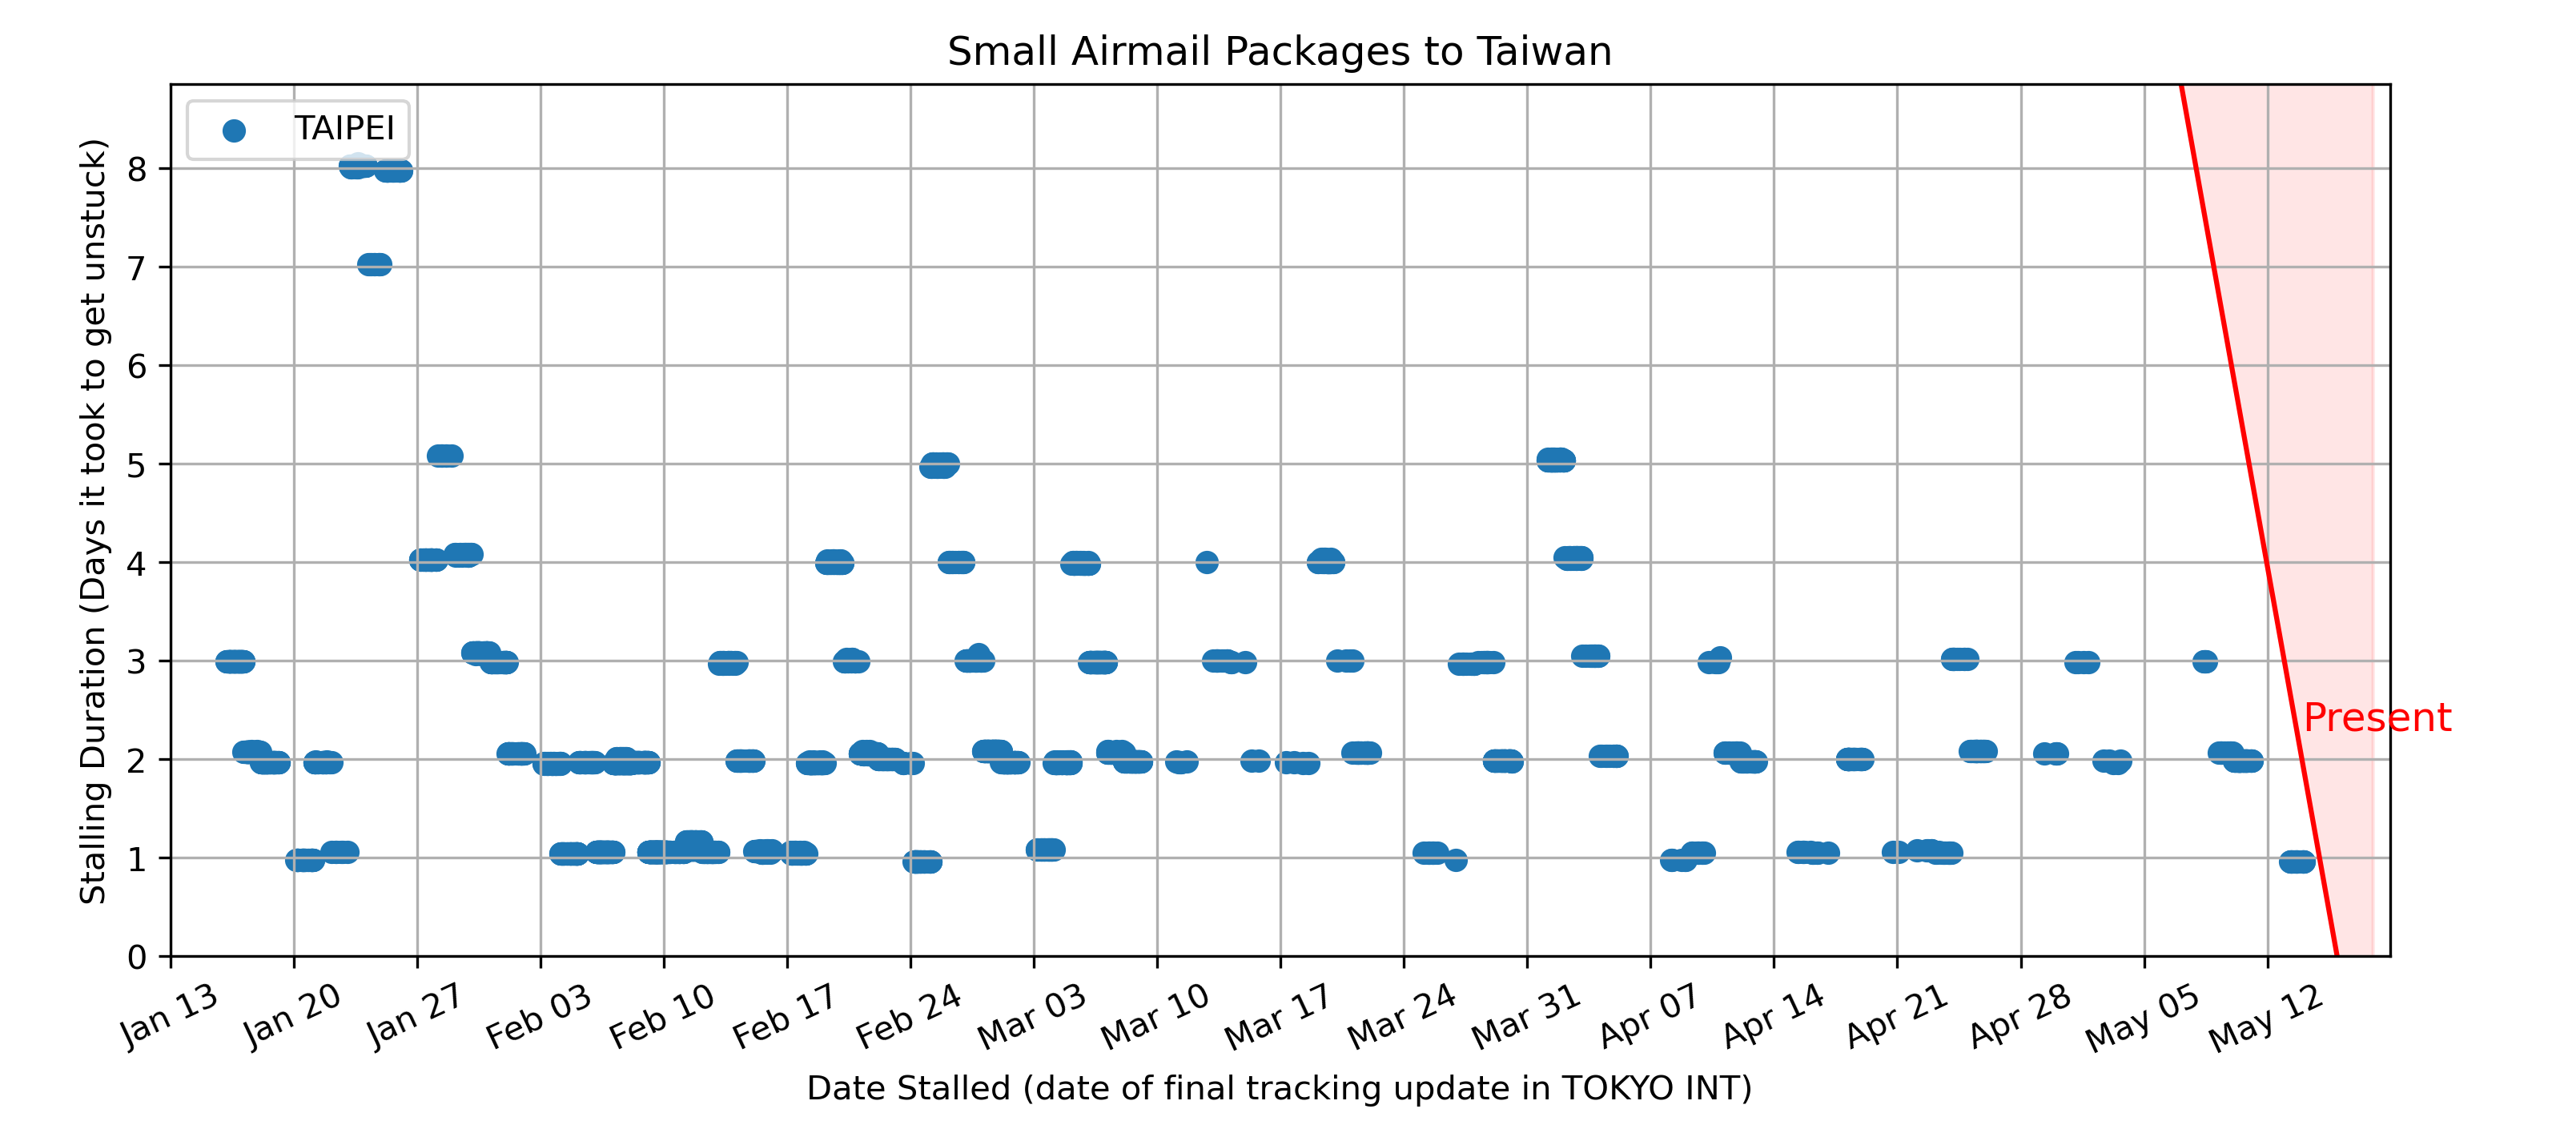 Small Airmail Packages to Taiwan
TAIPEI
Stalling Duration (Days it took to get unstuck)
8
7
6
5
4
3
2
1
0
Present
Jan 13
Jan 20
Jan 27
Feb 03
Feb 10
Feb 17
Feb 24
Mar 03
Mar 10
Mar 17
Mar 24
Mar 31
Apr 07
Apr 14
Apr 21
Apr 28
May 05
May 12
Date Stalled (date of final tracking update in TOKYO INT)